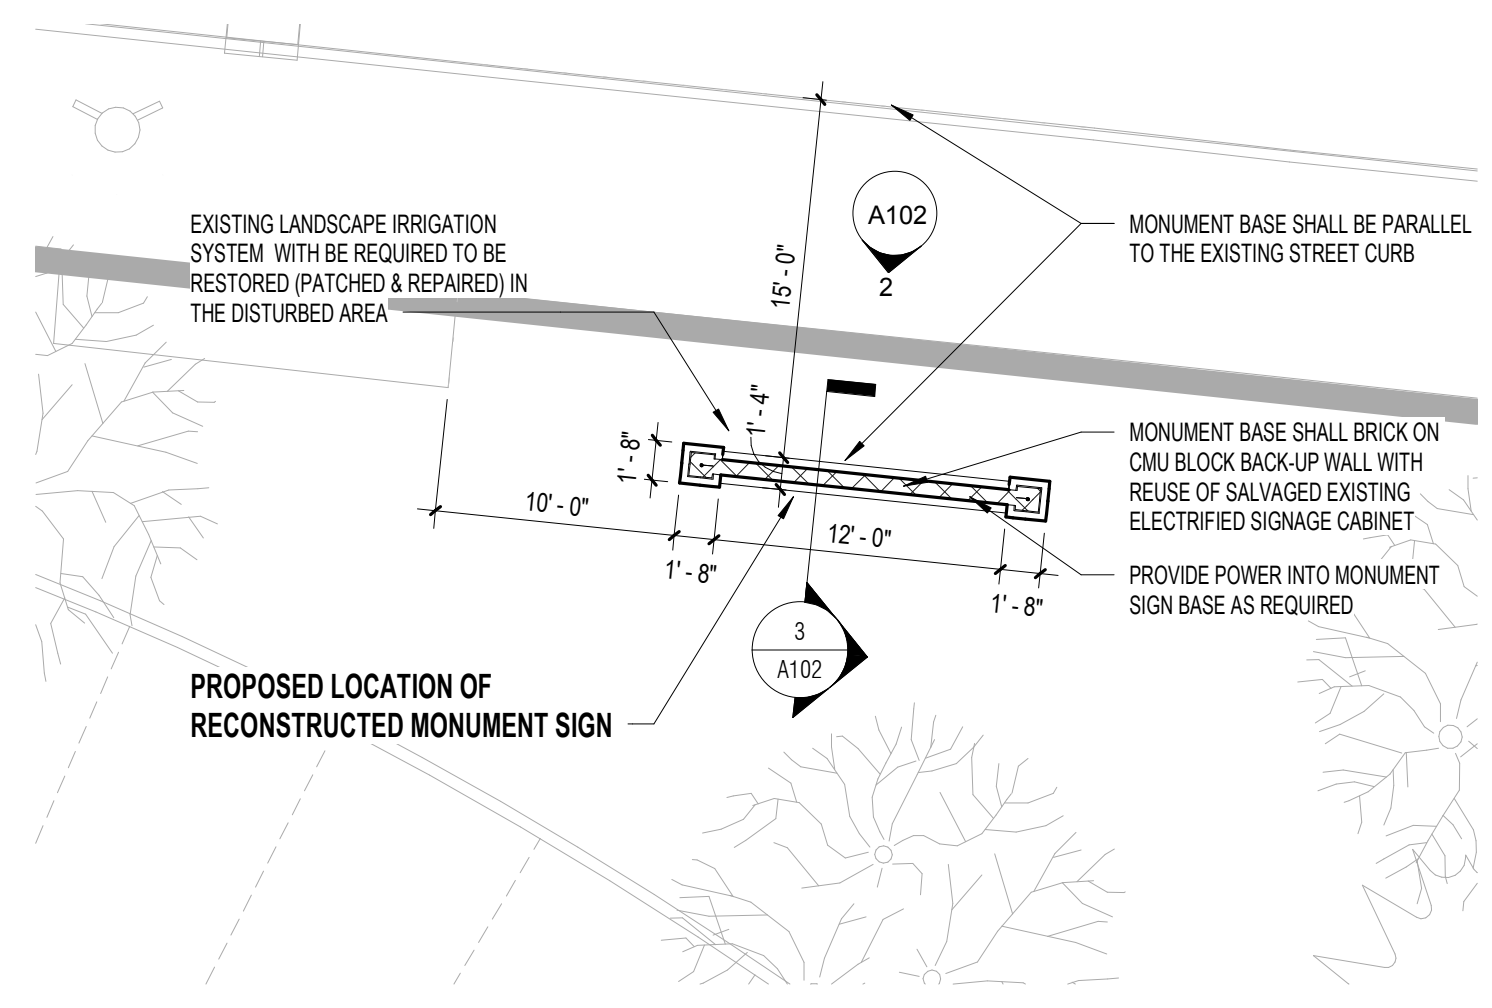 A102
2
EXISTING LANDSCAPE IRRIGATION
SYSTEM  WITH BE REQUIRED TO BE
RESTORED (PATCHED & REPAIRED) IN
THE DISTURBED AREA
MONUMENT BASE SHALL BE PARALLEL
TO THE EXISTING STREET CURB
15' - 0"
1' - 4"
1' - 8"
10' - 0"
1' - 8"
12' - 0"
1' - 8"
MONUMENT BASE SHALL BRICK ON
CMU BLOCK BACK-UP WALL WITH
REUSE OF SALVAGED EXISTING
ELECTRIFIED SIGNAGE CABINET
PROVIDE POWER INTO MONUMENT
SIGN BASE AS REQUIRED
3
A102
PROPOSED LOCATION OF
RECONSTRUCTED MONUMENT SIGN